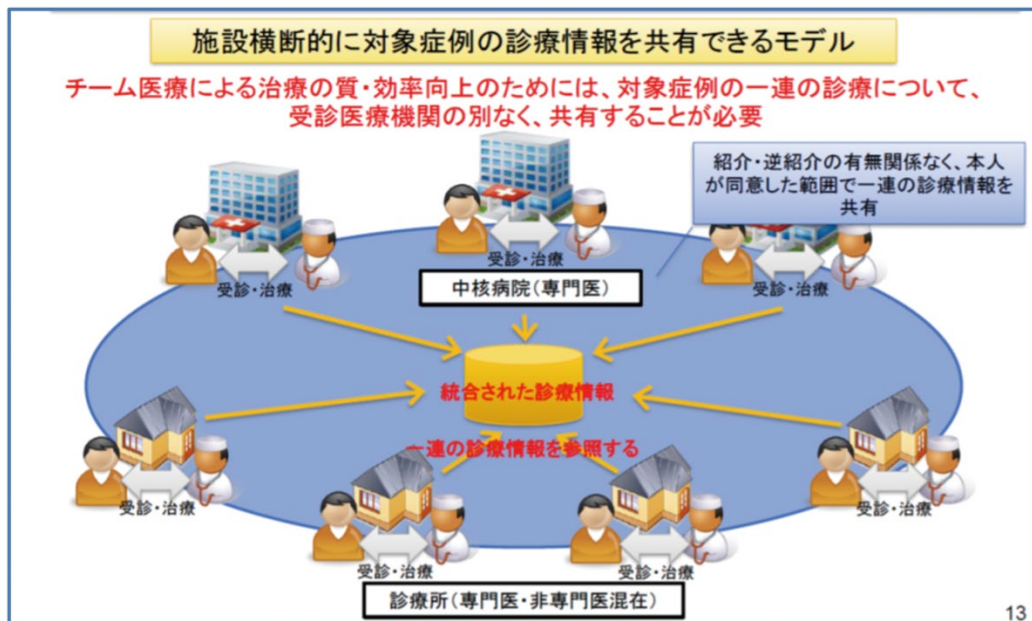 施設横断的に対象症例の診療情報を共有できるモデル
チーム医療による治療の質・効率向上のためには、対象症例の一連の診療について、
受診医療機関の別なく、共有することが必要
紹介・逆紹介の有無関係なく、本人
が同意した範囲で一連の診療情報を
共有
受診・治療
受診・治療
受診・治療
中核病院(専門医)
統合された診療情報
一連の診療情報を参照する
受診・治療
受診・治療
受診・治療
受診・治療
診療所(専門医・非専門医混在)
13